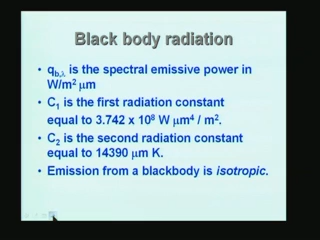 Black body radiation
• q_b,λ is the spectral emissive power in
W/m² μm
• C₁ is the first radiation constant
equal to 3.742 x 10⁸ W μm⁴ / m².
• C₂ is the second radiation constant
equal to 14390 μm K.
• Emission from a blackbody is isotropic.